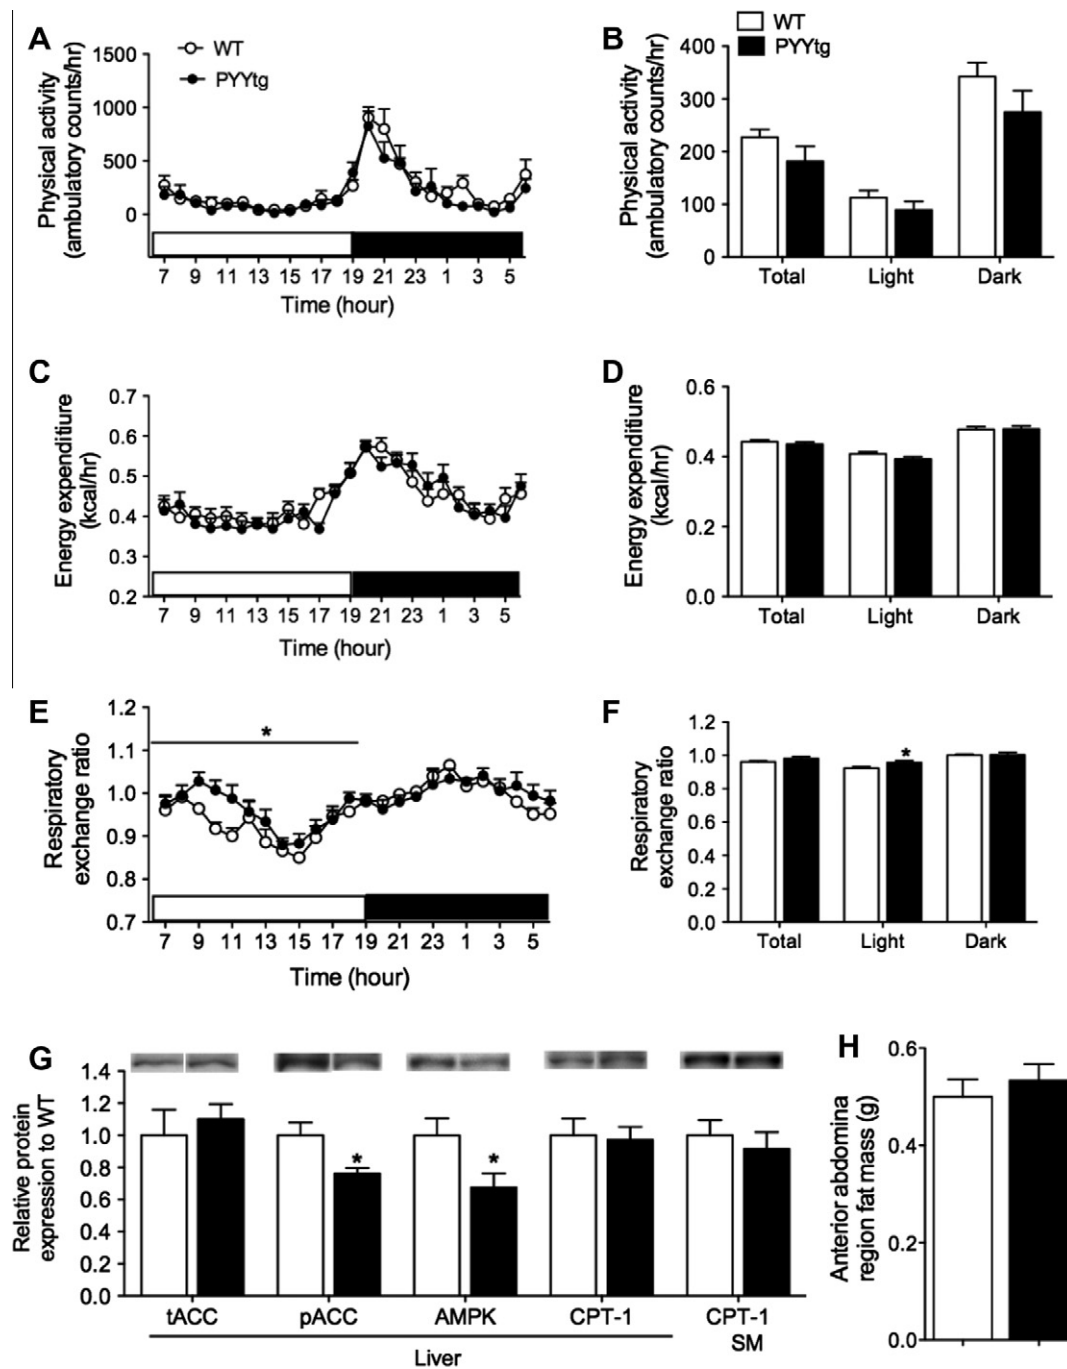 A
WT
PYYtg
Physical activity
(ambulatory counts/hr)
1500
1000
500
0
7 9 11 13 15 17 19 21 23 1 3 5
Time (hour)
B
WT
PYYtg
Physical activity
(ambulatory counts/hr)
400
300
200
100
0
Total Light Dark
C
Energy expenditiure
(kcal/hr)
0.7
0.6
0.5
0.4
0.3
0.2
7 9 11 13 15 17 19 21 23 1 3 5
Time (hour)
D
Energy expenditure
(kcal/hr)
0.6
0.4
0.2
0.0
Total Light Dark
E
Respiratory
exchange ratio
1.2
1.1
1.0
0.9
0.8
0.7
*
7 9 11 13 15 17 19 21 23 1 3 5
Time (hour)
F
Respiratory
exchange ratio
1.2
1.0
0.8
0.6
0.4
0.2
0.0
*
Total Light Dark
G
Relative protein
expression to WT
1.4
1.2
1.0
0.8
0.6
0.4
0.2
0.0
* *
tACC pACC AMPK CPT-1 CPT-1
SM
Liver
H
Anterior abdomina
region fat mass (g)
0.6
0.4
0.2
0.0